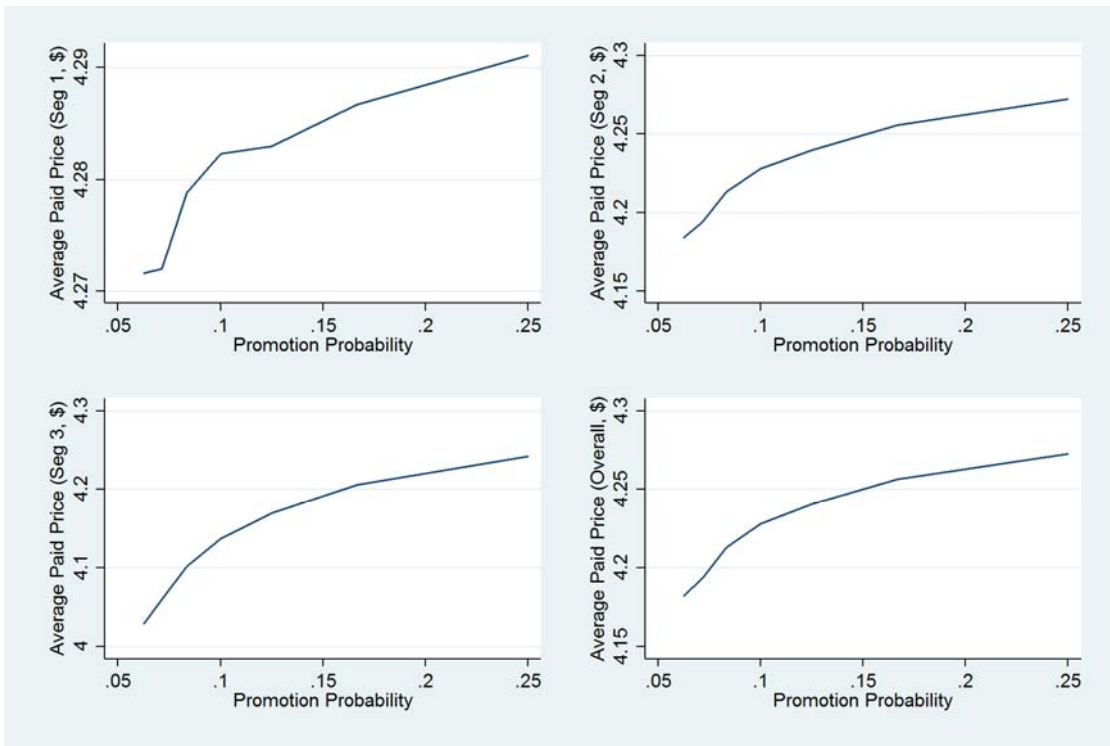 Average Paid Price (Seg 1, $)
4.29
4.28
4.27
.05 .1 .15 .2 .25
Promotion Probability
Average Paid Price (Seg 2, $)
4.3
4.25
4.2
4.15
.05 .1 .15 .2 .25
Promotion Probability
Average Paid Price (Seg 3, $)
4.3
4.2
4.1
4
.05 .1 .15 .2 .25
Promotion Probability
Average Paid Price (Overall, $)
4.3
4.25
4.2
4.15
.05 .1 .15 .2 .25
Promotion Probability